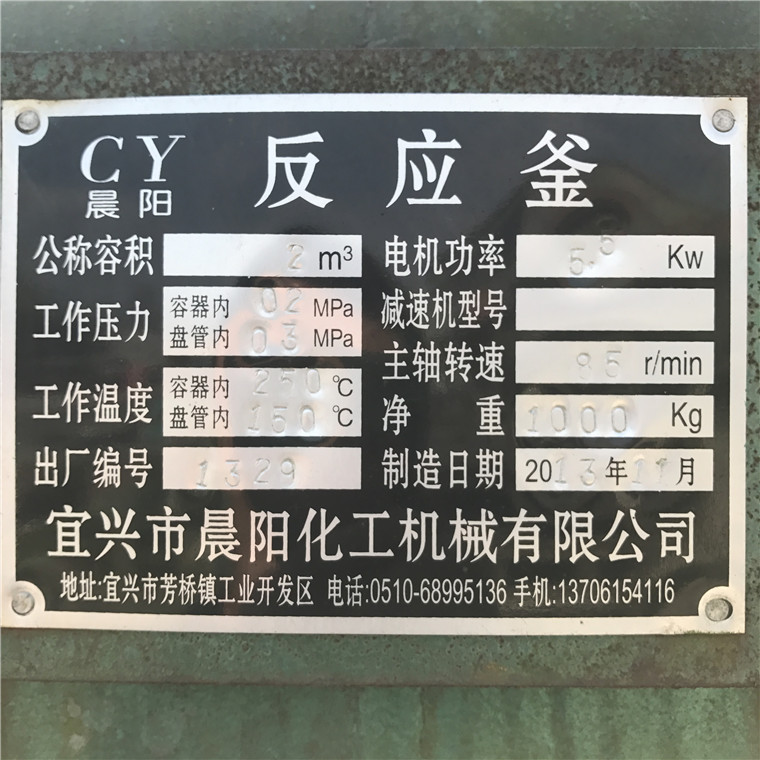 CY 反应釜
晨阳
公称容积 2 m³ 电机功率 5.5 Kw
工作压力 容器内 02 MPa 减速机型号
盘管内 03 MPa
主轴转速 85 r/min
工作温度 容器内 250 ℃
盘管内 150 ℃ 净重 1000 Kg
出厂编号 1329 制造日期 2013年11月
宜兴市晨阳化工机械有限公司
地址:宜兴市芳桥镇工业开发区 电话:0510-68995136 手机:13706154116